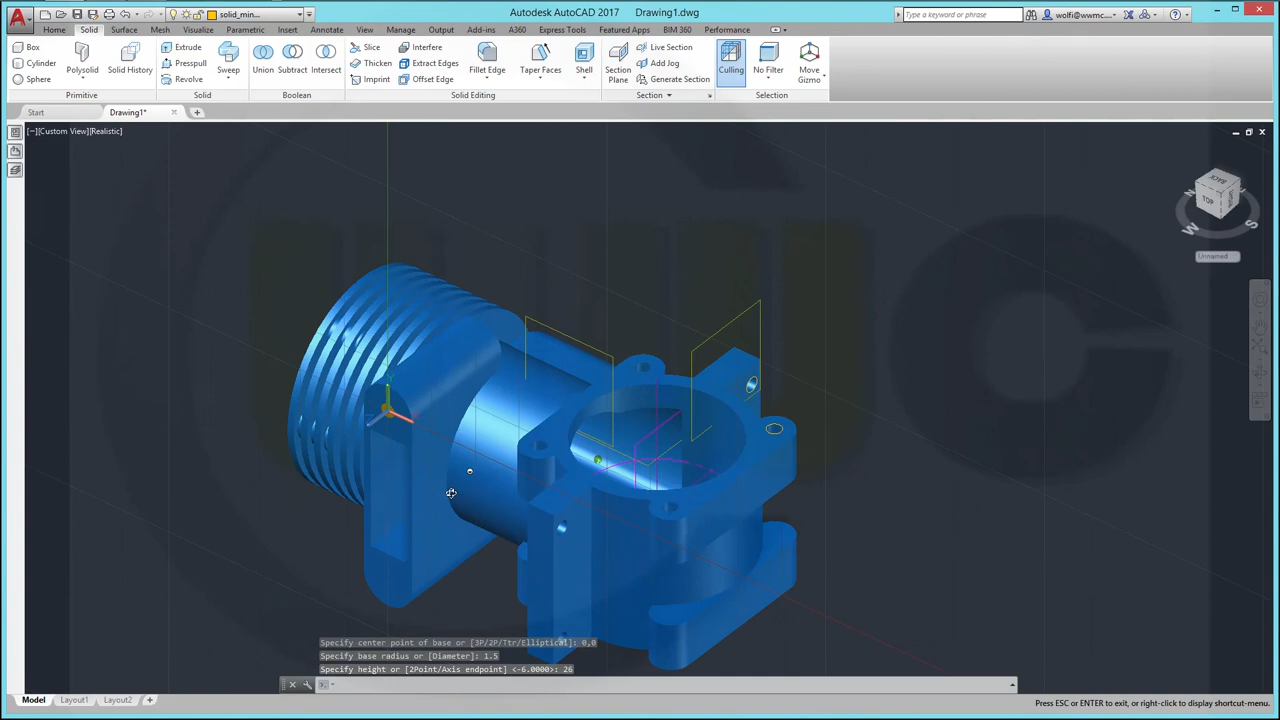 Autodesk AutoCAD 2017 Drawing1.dwg
solid_min...
Type a keyword or phrase
wolfi@wwmc...
Home Solid Surface Mesh Visualize Parametric Insert Annotate View Manage Output Add-ins A360 Express Tools Featured Apps BIM 360 Performance
Box
Cylinder
Sphere
Polysolid
Solid History
Extrude
Presspull
Revolve
Sweep
Union Subtract Intersect
Slice
Thicken
Imprint
Interfere
Extract Edges
Offset Edge
Fillet Edge
Taper Faces
Shell
Section
Plane
Live Section
Add Jog
Generate Section
Culling
No Filter
Move
Gizmo
Primitive Solid Boolean Solid Editing Section Selection
Start Drawing1*
[−][Custom View][Realistic]
BACK
TOP
W S
Unnamed
Specify center point of base or [3P/2P/Ttr/Elliptical]: 0,0
Specify base radius or [Diameter]: 1.5
Specify height or [2Point/Axis endpoint] <-6.0000>: 26
Model Layout1 Layout2 +
Press ESC or ENTER to exit, or right-click to display shortcut-menu.